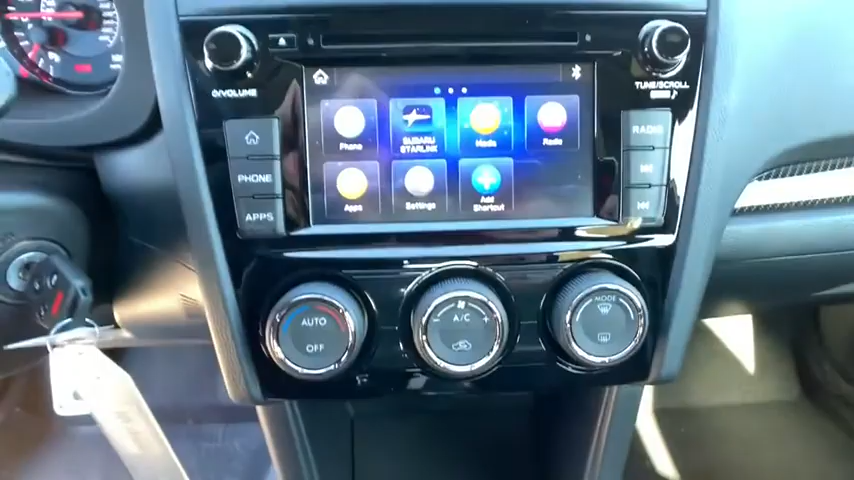 VOLUME
TUNE/SCROLL
PHONE
APPS
RADIO
Phone
SUBARU
STARLINK
Media
Radio
Apps
Settings
Add
Shortcut
AUTO
OFF
A/C
MODE